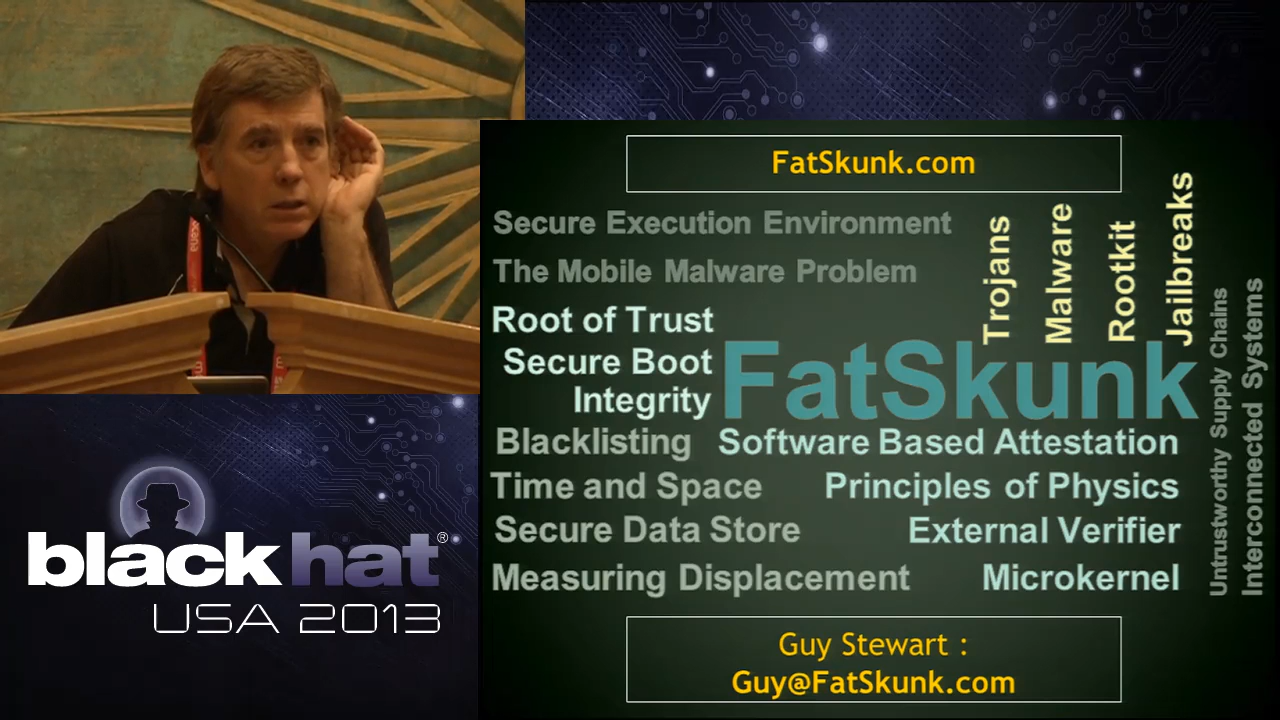 FatSkunk.com
Secure Execution Environment
The Mobile Malware Problem
Root of Trust
Secure Boot
Integrity
FatSkunk
Trojans
Malware
Rootkit
Jailbreaks
Untrustworthy Supply Chains
Interconnected Systems
Blacklisting
Software Based Attestation
Time and Space
Principles of Physics
Secure Data Store
External Verifier
Measuring Displacement
Microkernel
Guy Stewart :
Guy@FatSkunk.com
black hat®
USA 2013